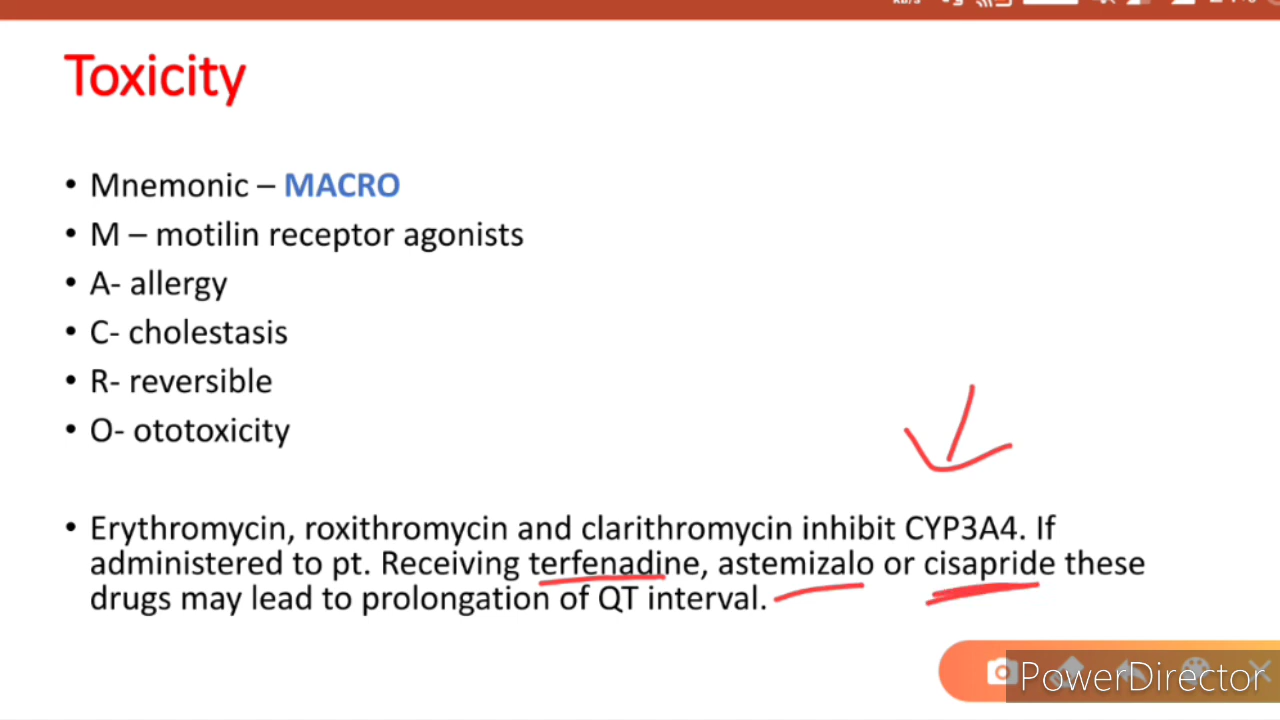 Toxicity
• Mnemonic – MACRO
• M – motilin receptor agonists
• A- allergy
• C- cholestasis
• R- reversible
• O- ototoxicity
• Erythromycin, roxithromycin and clarithromycin inhibit CYP3A4. If
administered to pt. Receiving terfenadine, astemizalo or cisapride these
drugs may lead to prolongation of QT interval.
PowerDirector